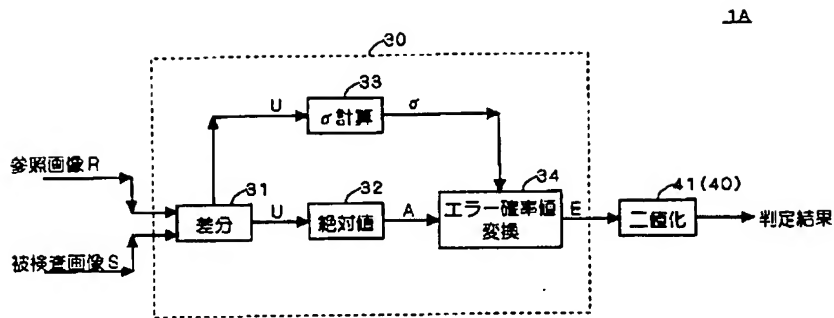 1A
30
33
U
σ計算
σ
参照画像R
31
32
34
41(40)
差分
U
絶対値
A
エラー確率値
変換
E
二値化
判定結果
被検査画像S